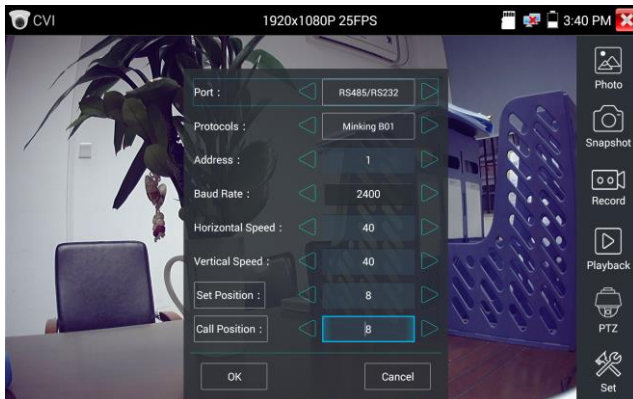 CVI
1920x1080P 25FPS
3:40 PM
Port : RS485/RS232
Protocols : Minking B01
Address : 1
Baud Rate : 2400
Horizontal Speed : 40
Vertical Speed : 40
Set Position : 8
Call Position : 8
OK Cancel
Photo
Snapshot
Record
Playback
PTZ
Set